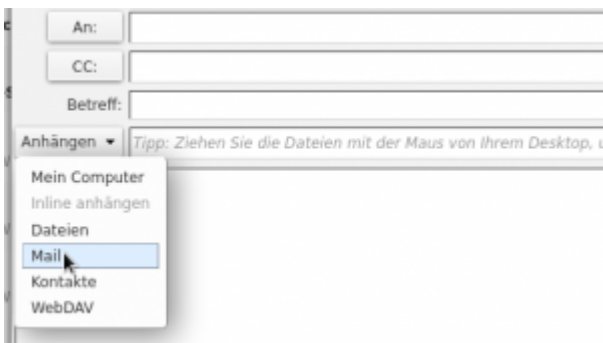 An:
CC:
Betreff:
Anhängen Tipp: Ziehen Sie die Dateien mit der Maus von Ihrem Desktop,
Mein Computer
Inline anhängen
Dateien
Mail
Kontakte
WebDAV